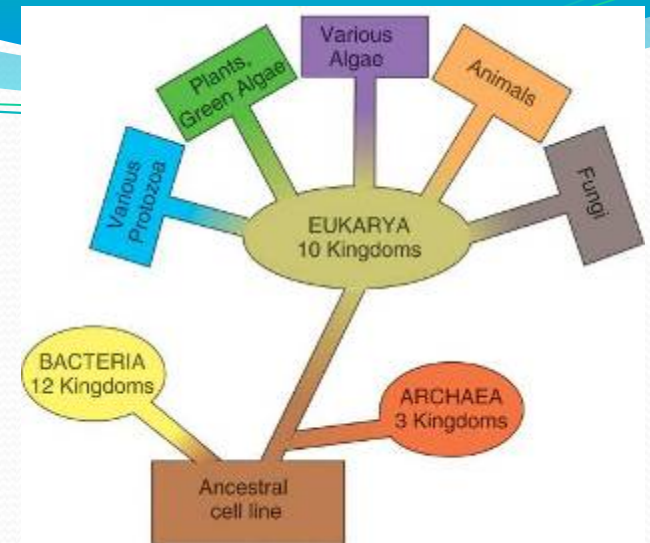 Various
Algae
Plants,
Green Algae
Animals
Various
Protozoa
Fungi
EUKARYA
10 Kingdoms
BACTERIA
12 Kingdoms
ARCHAEA
3 Kingdoms
Ancestral
cell line